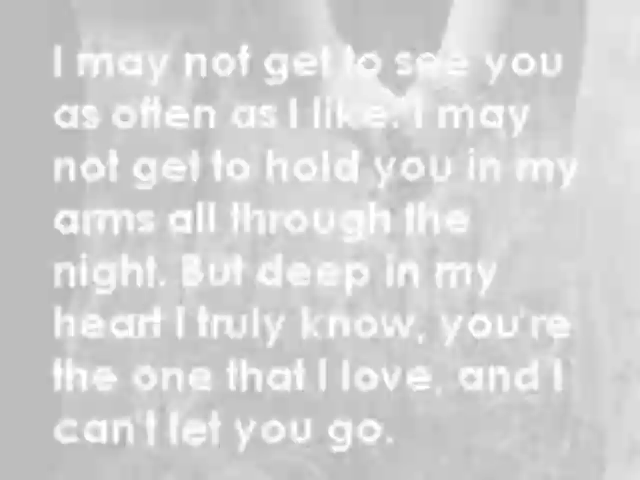 I may not get to see you
as often as I like. I may
not get to hold you in my
arms all through the
night. But deep in my
heart I truly know, you're
the one that I love, and I
can't let you go.